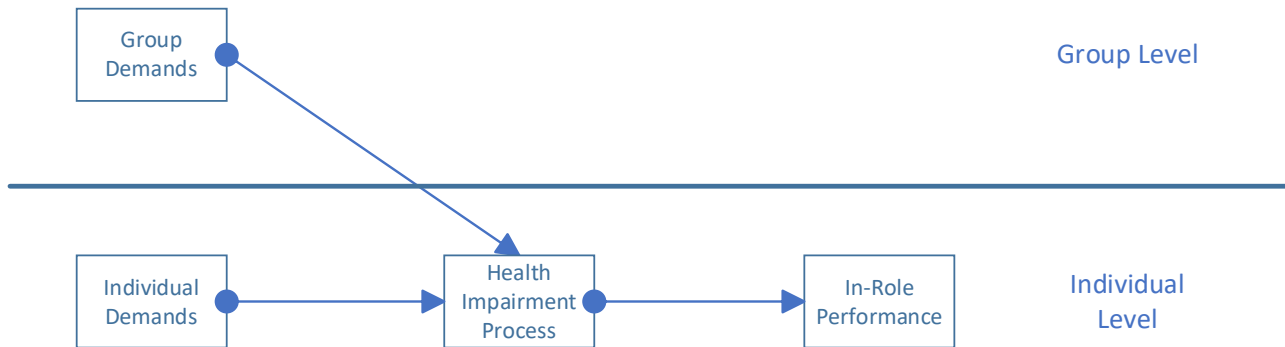 Group
Demands
Group Level
Individual
Demands
Health
Impairment
Process
In-Role
Performance
Individual
Level